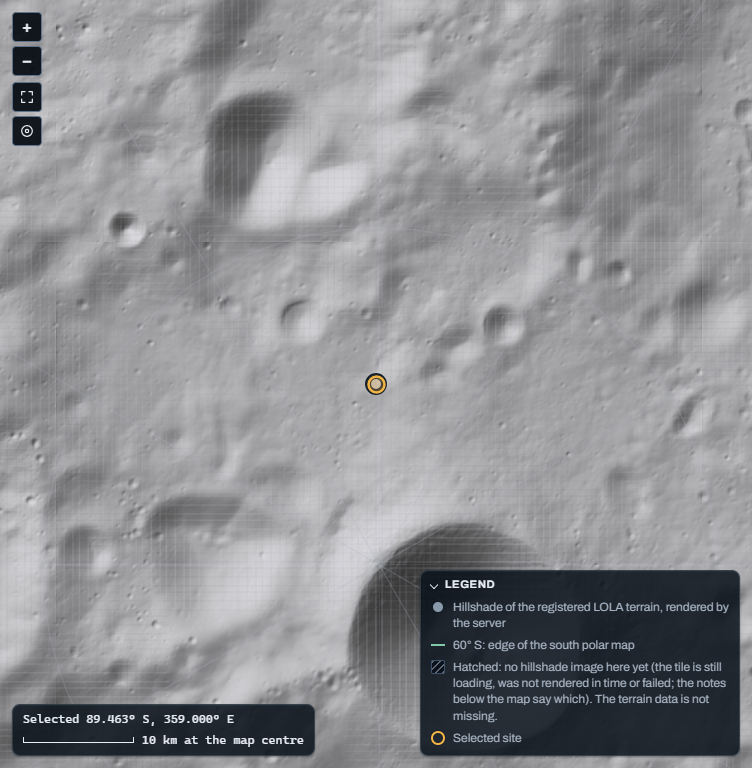 +
−
LEGEND
Hillshade of the registered LOLA terrain, rendered by
the server
60° S: edge of the south polar map
Hatched: no hillshade image here yet (the tile is still
loading, was not rendered in time or failed; the notes
below the map say which). The terrain data is not
missing.
Selected site
Selected 89.463° S, 359.000° E
10 km at the map centre